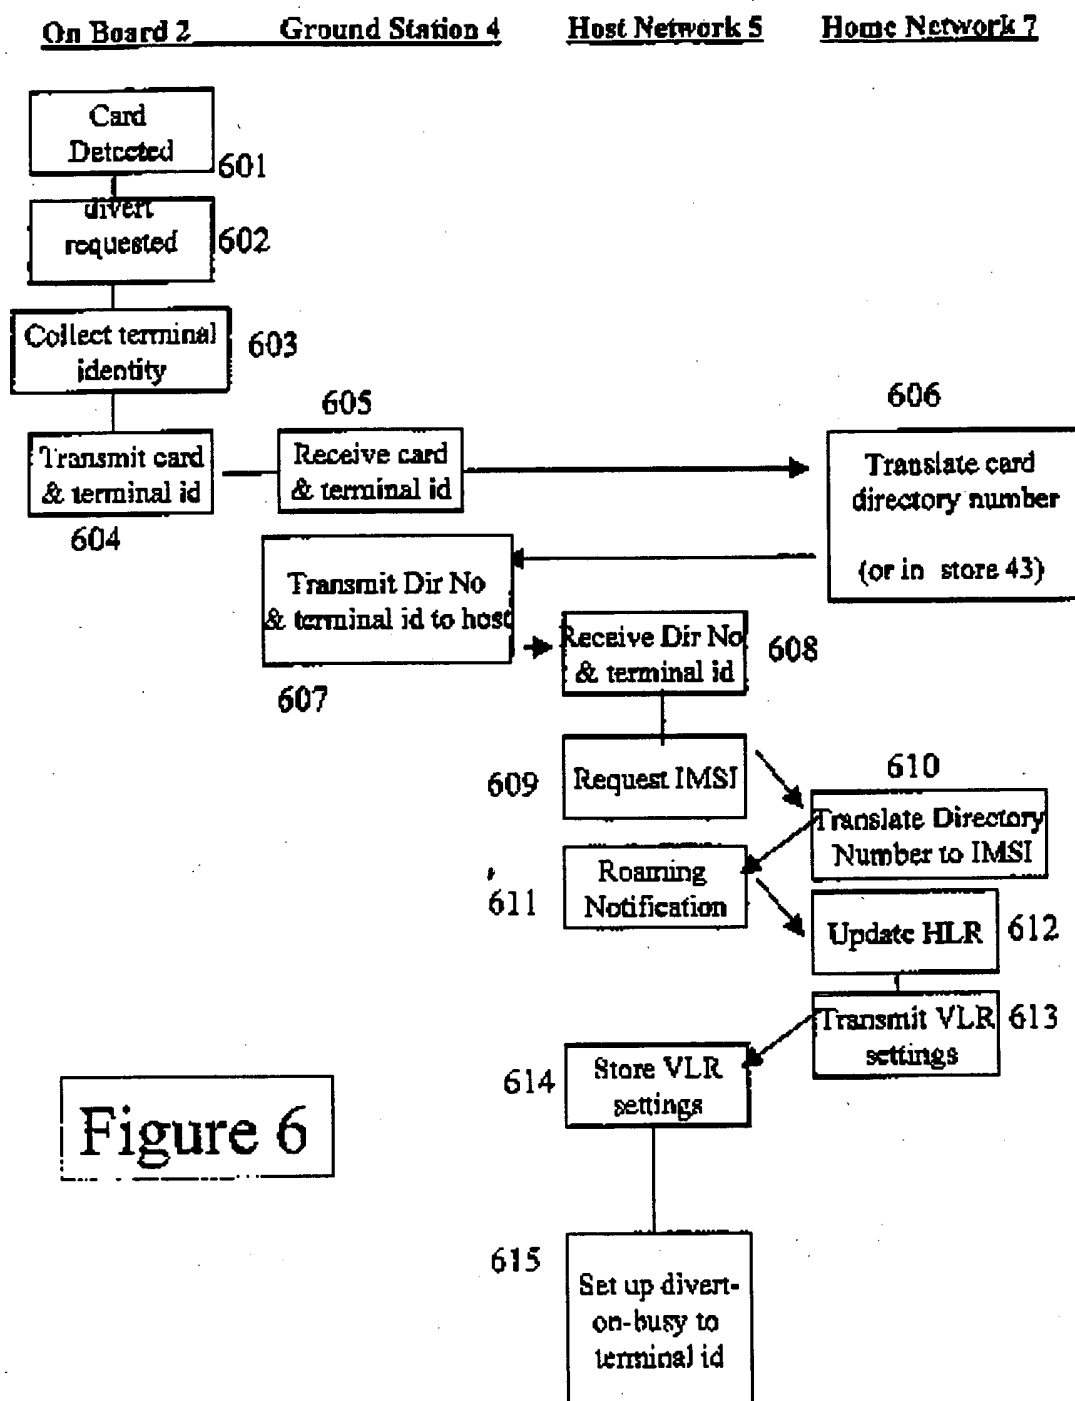 On Board 2 Ground Station 4 Host Network 5 Home Network 7
Card
Detected
601
divert
requested
602
Collect terminal
identity
603
Transmit card
& terminal id
604
605
Receive card
& terminal id
606
Translate card
directory number
(or in store 43)
Transmit Dir No
& terminal id to host
607
Receive Dir No
& terminal id
608
609
Request IMSI
610
Translate Directory
Number to IMSI
611
Roaming
Notification
Update HLR
612
Transmit VLR
settings
613
614
Store VLR
settings
Figure 6
615
Set up divert-
on-busy to
terminal id